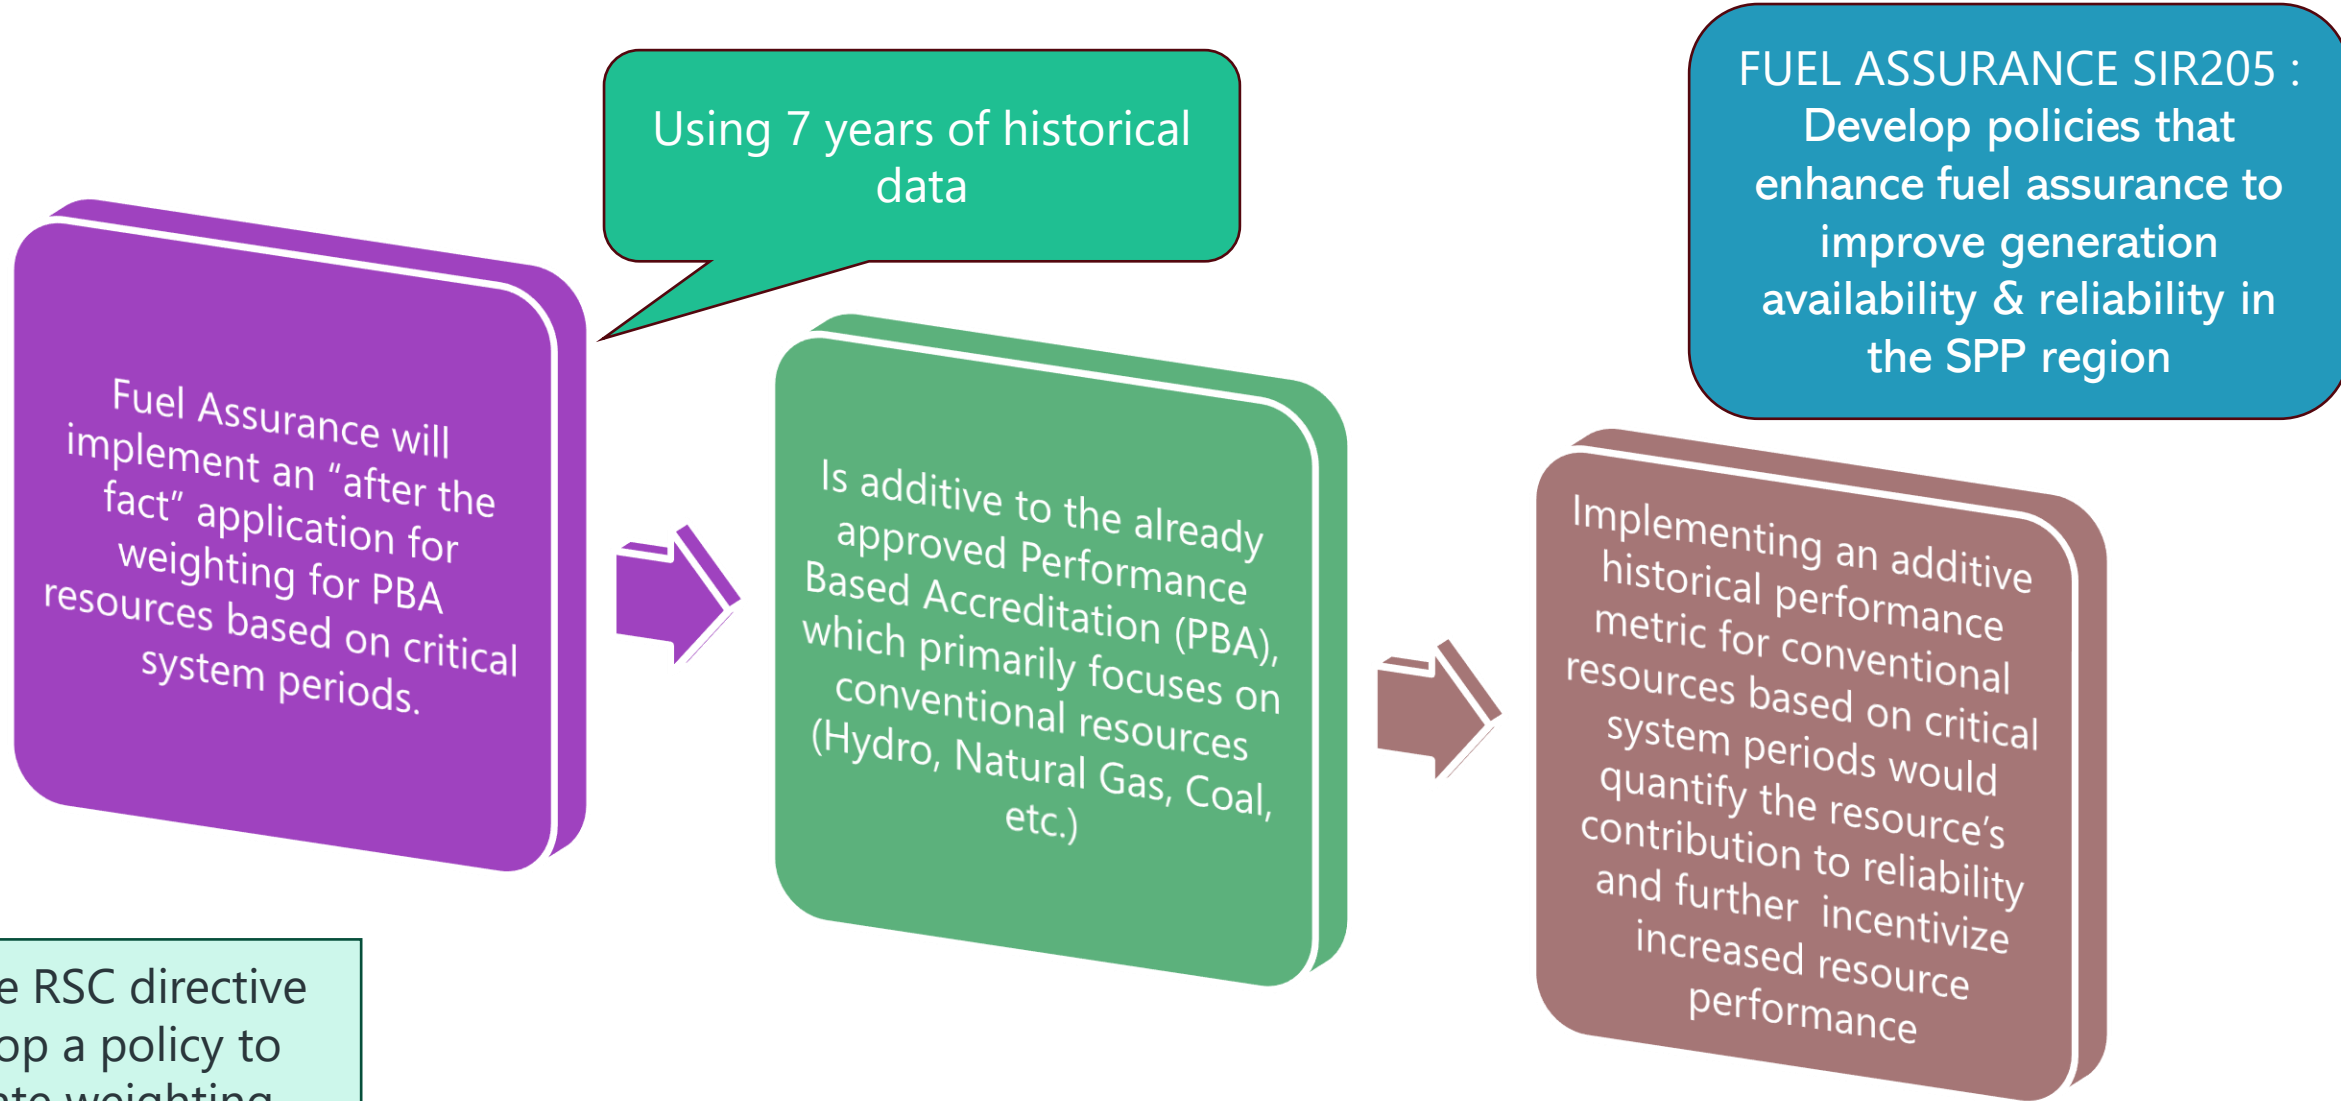 Using 7 years of historical
data
FUEL ASSURANCE SIR205 :
Develop policies that
enhance fuel assurance to
improve generation
availability & reliability in
the SPP region
Fuel Assurance will
implement an “after the
fact” application for
weighting for PBA
resources based on critical
system periods.
Is additive to the already
approved Performance
Based Accreditation (PBA),
which primarily focuses on
conventional resources
(Hydro, Natural Gas, Coal,
etc.)
Implementing an additive
historical performance
metric for conventional
resources based on critical
system periods would
quantify the resource’s
contribution to reliability
and further incentivize
increased resource
performance
RSC directive
a policy to
weighting